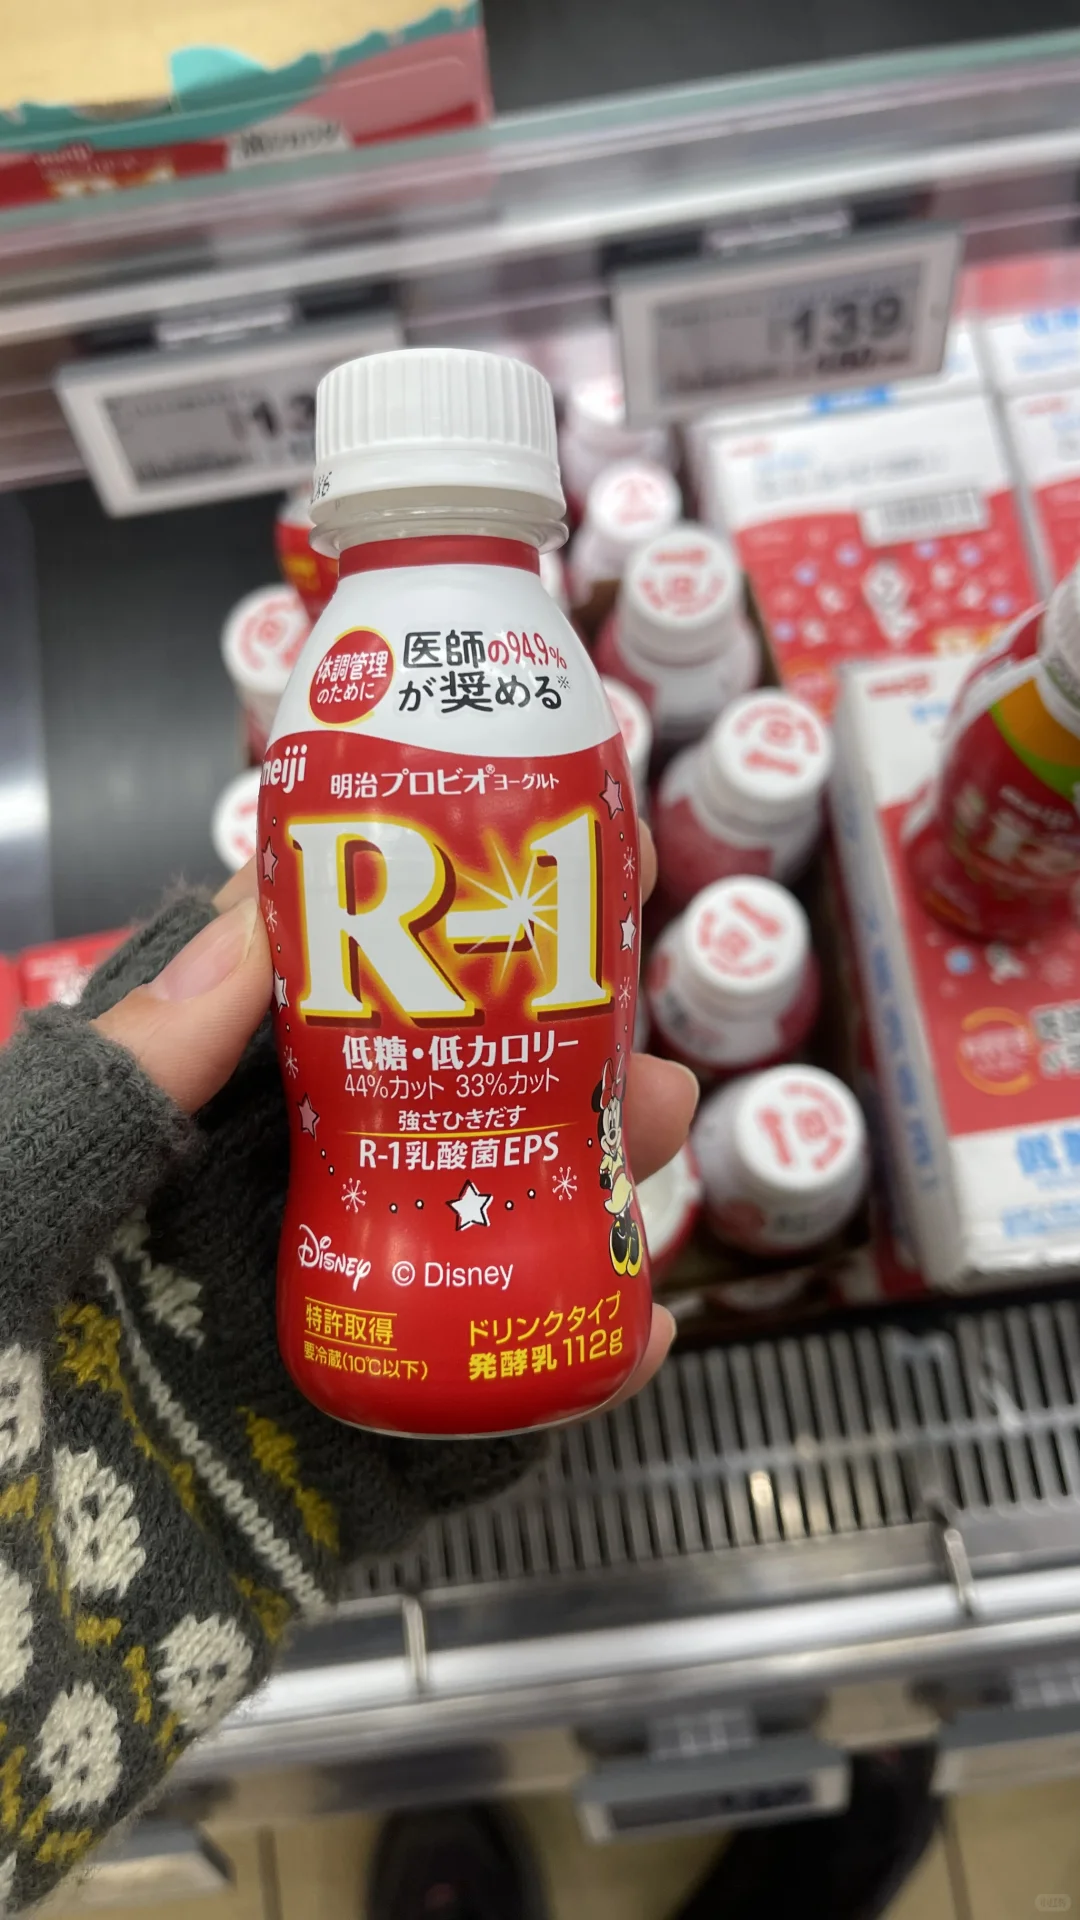 139
体調管理
のために
医師の94.9%
が奨める※
meiji
明治プロビオ®ヨーグルト
R-1
低糖・低カロリー
44%カット 33%カット
強さひきだす
R-1乳酸菌EPS
Disney © Disney
特許取得
要冷蔵(10℃以下)
ドリンクタイプ
発酵乳 112g